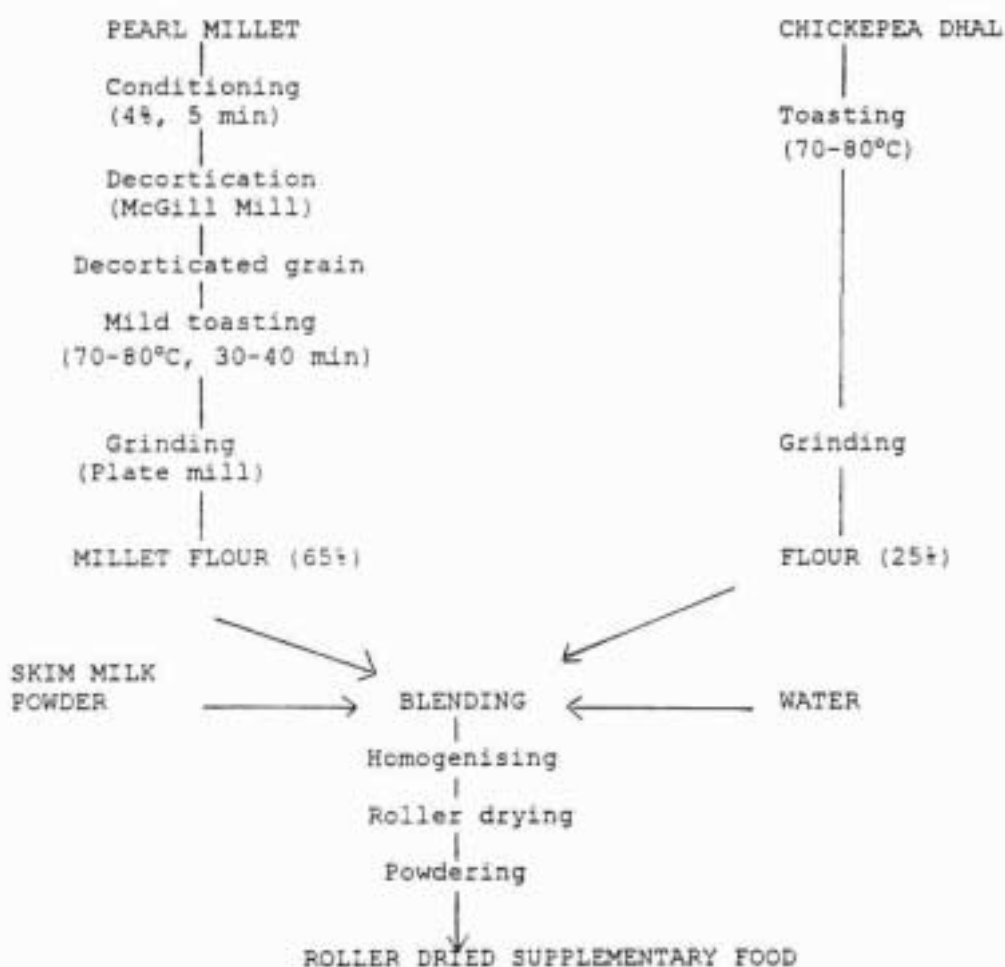 PEARL MILLET
Conditioning
(4%, 5 min)
Decortication
(McGill Mill)
Decorticated grain
Mild toasting
(70-80°C, 30-40 min)
Grinding
(Plate mill)
MILLET FLOUR (65%)
CHICKEPEA DHAL
Toasting
(70-80°C)
Grinding
FLOUR (25%)
SKIM MILK
POWDER
BLENDING
WATER
Homogenising
Roller drying
Powdering
ROLLER DRIED SUPPLEMENTARY FOOD